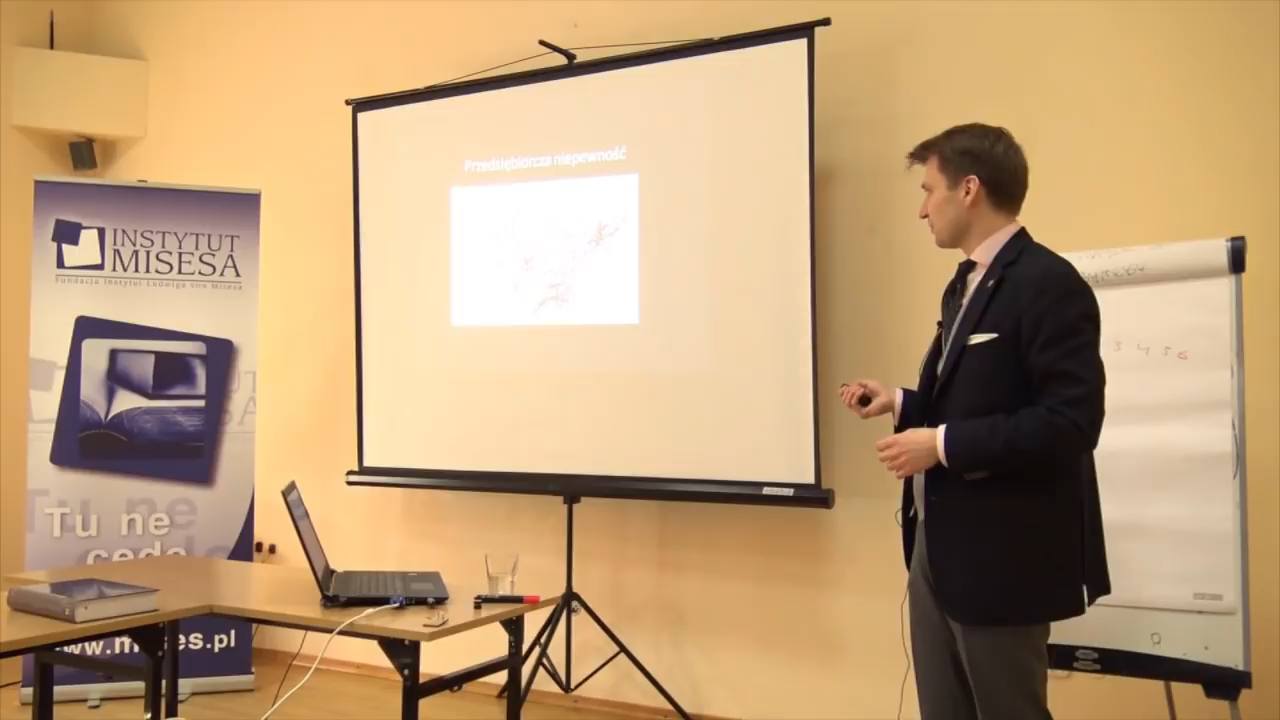 Przedsiębiorcza niepewność
INSTYTUT
MISESA
Fundacja Instytut Ludwiga von Misesa
Tu ne
ceda
www.mises.pl
3 4 5 6